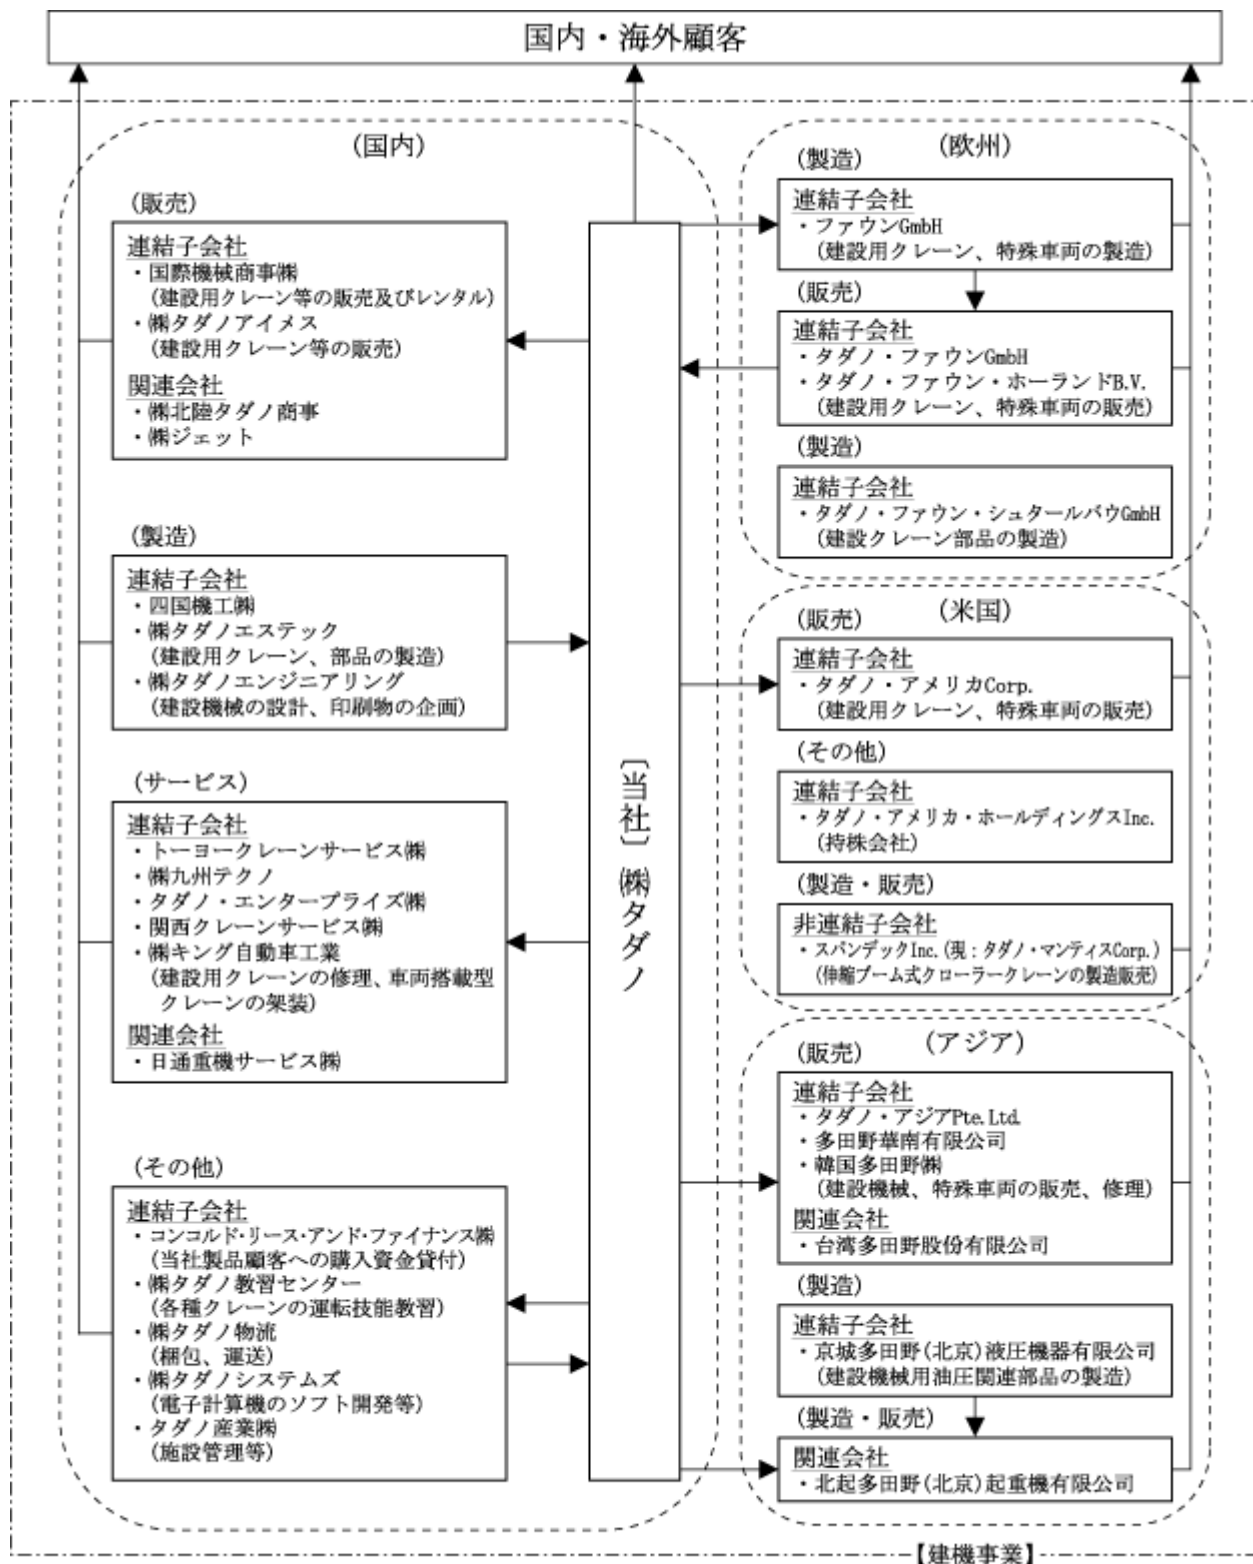 国内・海外顧客
(国内)
(販売)
連結子会社
・国際機械商事㈱
(建設用クレーン等の販売及びレンタル)
・㈱タダノアイメス
(建設用クレーン等の販売)
関連会社
・㈱北陸タダノ商事
・㈱ジェット
(製造)
連結子会社
・四国機工㈱
・㈱タダノエステック
(建設用クレーン、部品の製造)
・㈱タダノエンジニアリング
(建設機械の設計、印刷物の企画)
(サービス)
連結子会社
・トーヨークレーンサービス㈱
・㈱九州テクノ
・タダノ・エンタープライズ㈱
・関西クレーンサービス㈱
・㈱キング自動車工業
(建設用クレーンの修理、車両搭載型
クレーンの架装)
関連会社
・日通重機サービス㈱
(その他)
連結子会社
・コンコルド・リース・アンド・ファイナンス㈱
(当社製品顧客への購入資金貸付)
・㈱タダノ教習センター
(各種クレーンの運転技能教習)
・㈱タダノ物流
(梱包、運送)
・㈱タダノシステムズ
(電子計算機のソフト開発等)
・タダノ産業㈱
(施設管理等)
〔当社〕㈱タダノ
(欧州)
(製造)
連結子会社
・ファウンGmbH
(建設用クレーン、特殊車両の製造)
(販売)
連結子会社
・タダノ・ファウンGmbH
・タダノ・ファウン・ホーランドB.V.
(建設用クレーン、特殊車両の販売)
(製造)
連結子会社
・タダノ・ファウン・シュタールバウGmbH
(建設クレーン部品の製造)
(米国)
(販売)
連結子会社
・タダノ・アメリカCorp.
(建設用クレーン、特殊車両の販売)
(その他)
連結子会社
・タダノ・アメリカ・ホールディングスInc.
(持株会社)
(製造・販売)
非連結子会社
・スパンデックInc.(現：タダノ・マンティスCorp.)
(伸縮ブーム式クローラークレーンの製造販売)
(アジア)
(販売)
連結子会社
・タダノ・アジアPte.Ltd.
・多田野華南有限公司
・韓国多田野㈱
(建設機械、特殊車両の販売、修理)
関連会社
・台湾多田野股份有限公司
(製造)
連結子会社
・京城多田野(北京)液圧機器有限公司
(建設機械用油圧関連部品の製造)
(製造・販売)
関連会社
・北起多田野(北京)起重機有限公司
【建機事業】